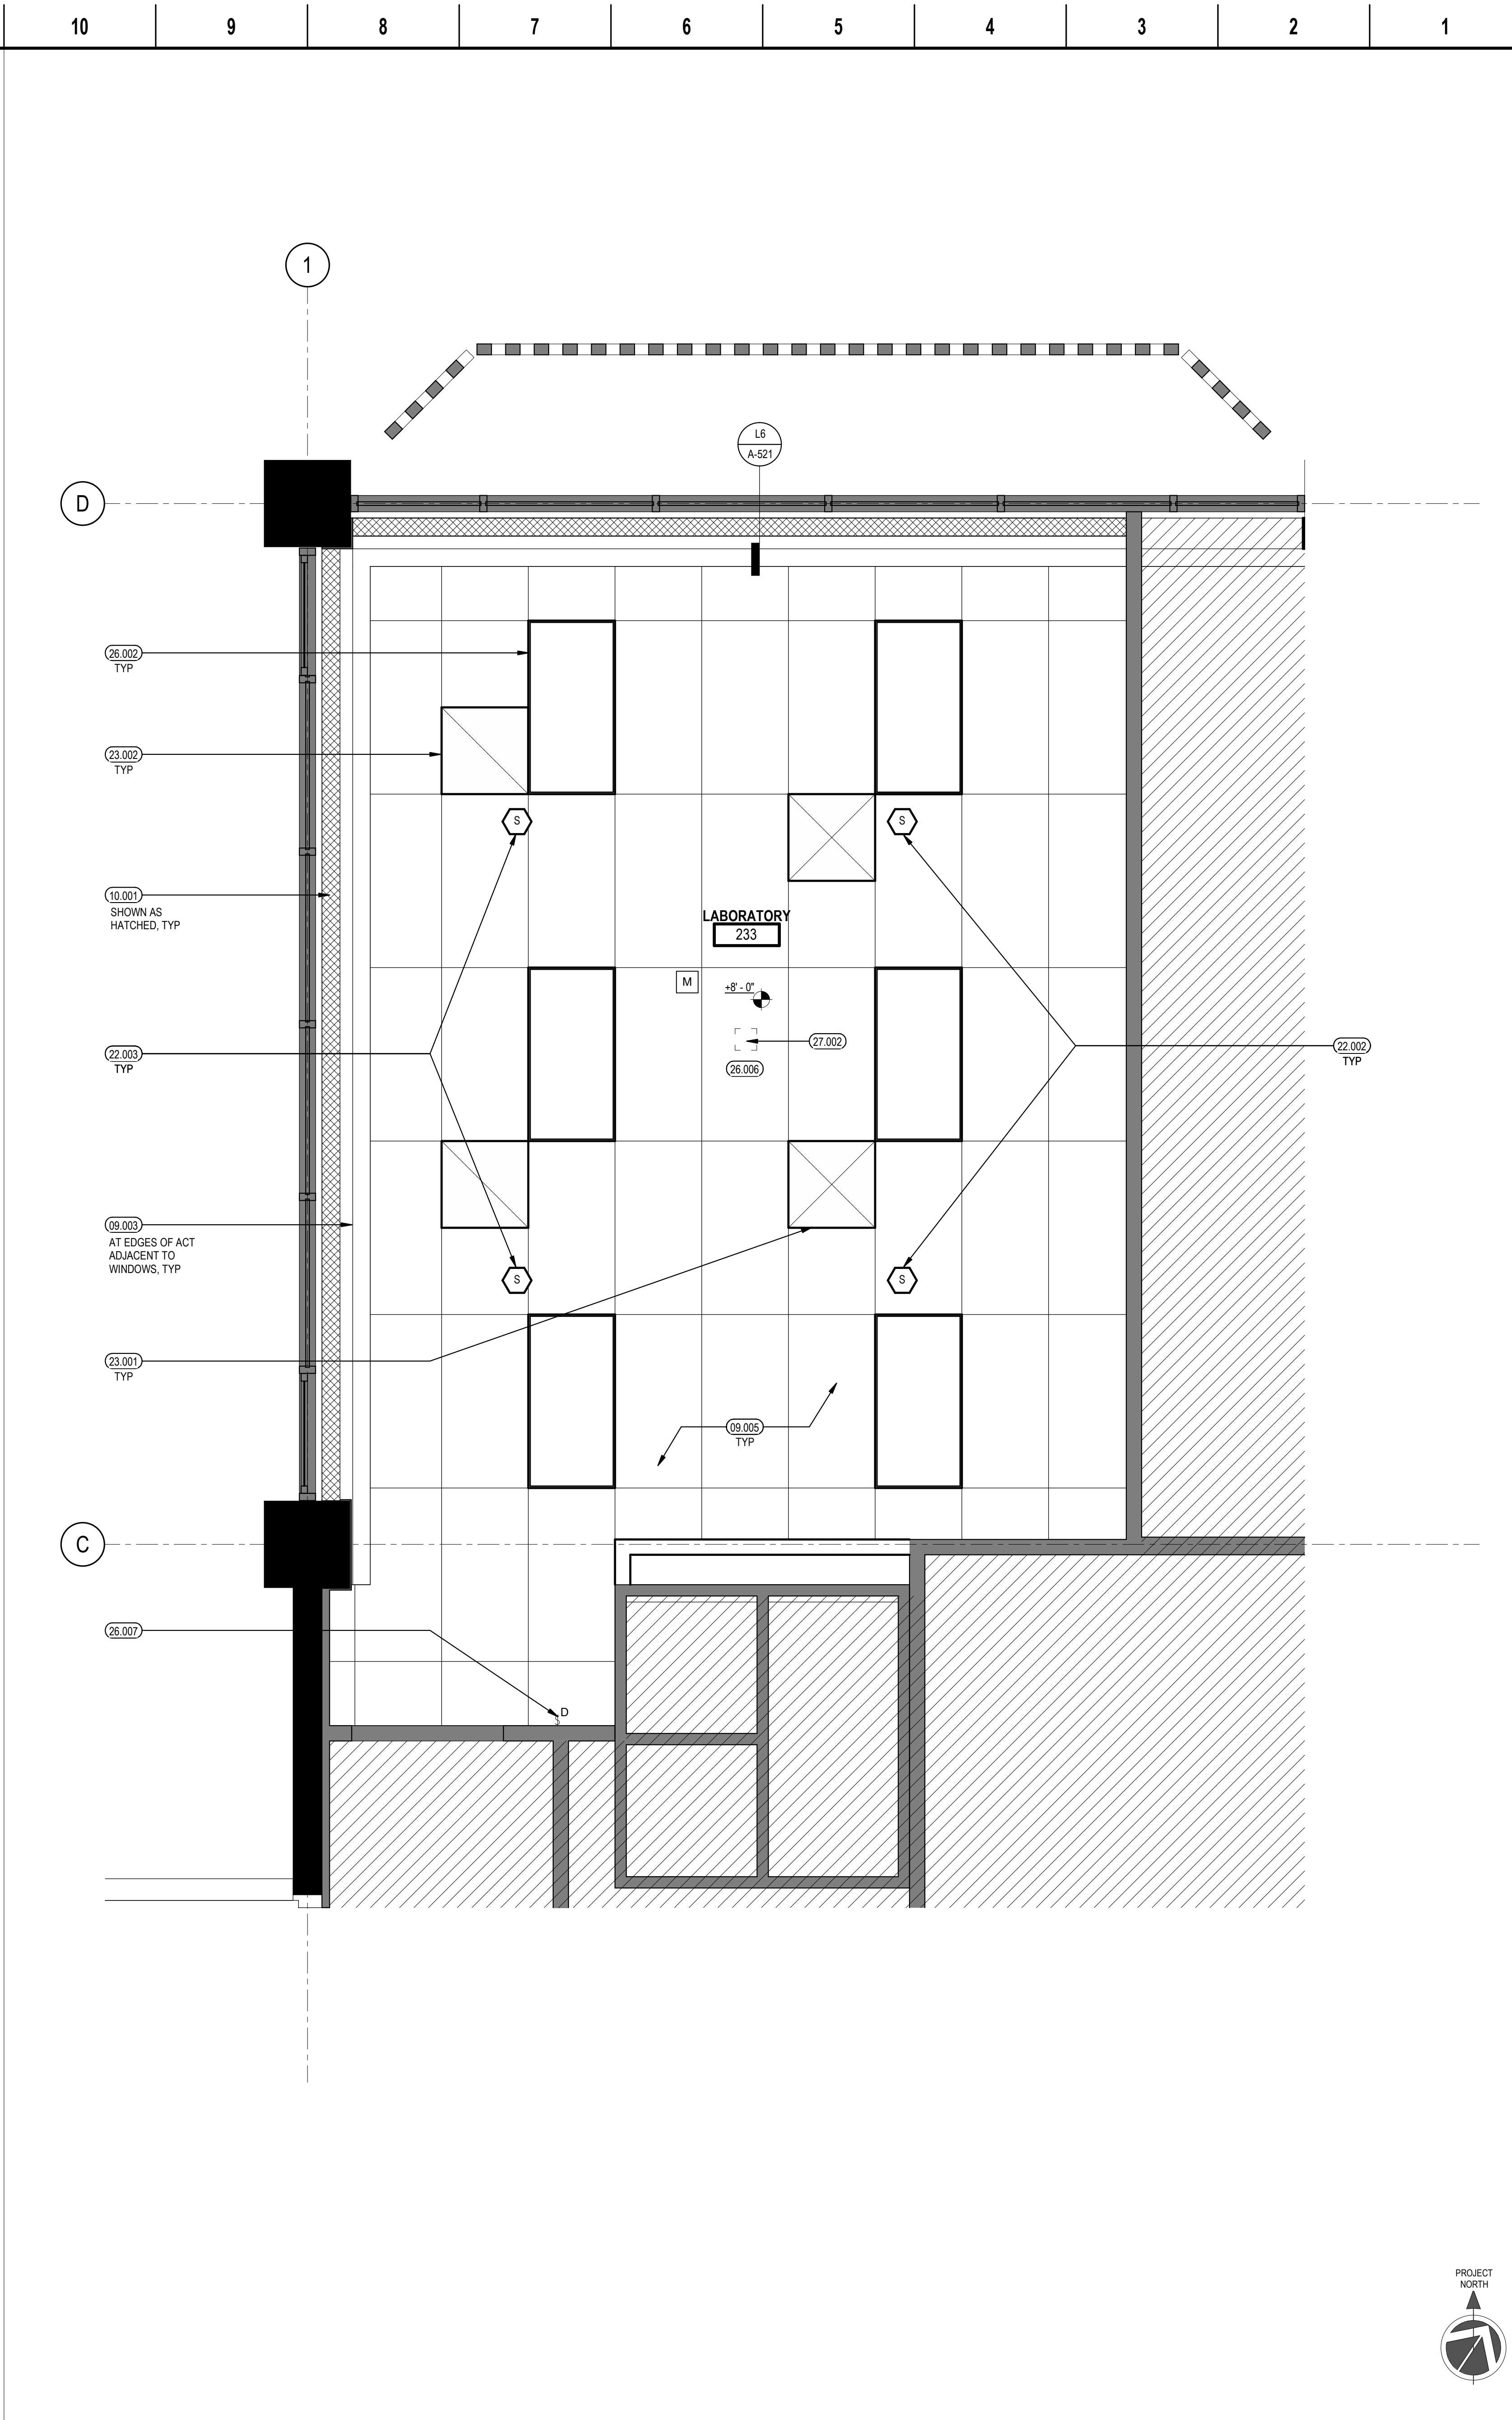 10 9 8 7 6 5 4 3 2 1
1
L6
A-521
D
26.002
TYP
23.002
TYP
S
S
10.001
SHOWN AS
HATCHED, TYP
LABORATORY
233
M
+8' - 0"
27.002
26.006
22.003
TYP
22.002
TYP
09.003
AT EDGES OF ACT
ADJACENT TO
WINDOWS, TYP
S
S
23.001
TYP
09.005
TYP
C
26.007
D
$
PROJECT
NORTH